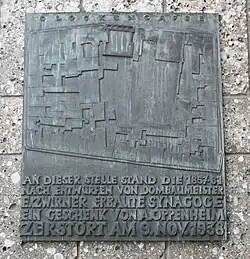 GLOCKENGASSE
AN DIESER STELLE STAND DIE 1857-61
NACH ENTWÜRFEN VON DOMBAUMEISTER
E.ZWIRNER ERBAUTE SYNAGOGE
EIN GESCHENK VON A.OPPENHEIM
ZERSTÖRT AM 9.NOV.1938